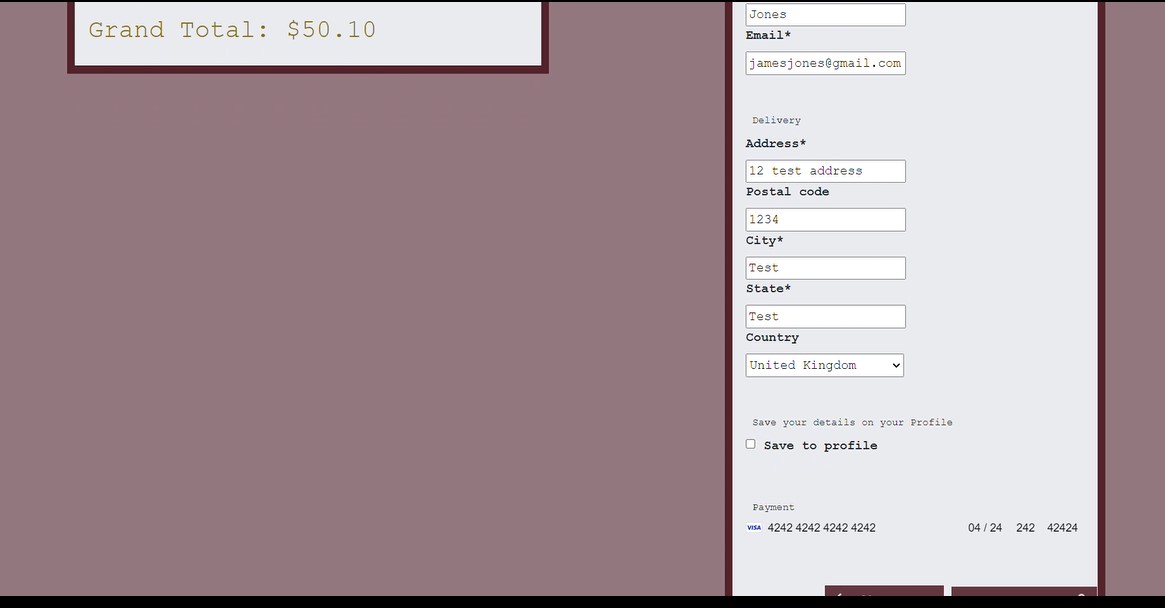 Grand Total: $50.10
Jones
Email*
jamesjones@gmail.com
Delivery
Address*
12 test address
Postal code
1234
City*
Test
State*
Test
Country
United Kingdom
Save your details on your Profile
Save to profile
Payment
VISA 4242 4242 4242 4242 04 / 24 242 42424